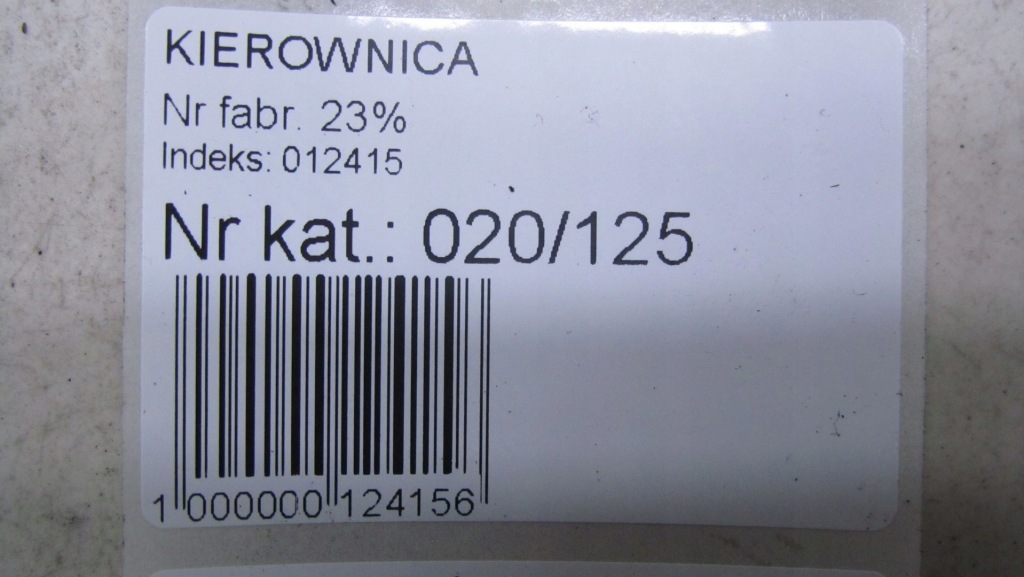 KIEROWNICA
Nr fabr. 23%
Indeks: 012415
Nr kat.: 020/125
1 000000 124156